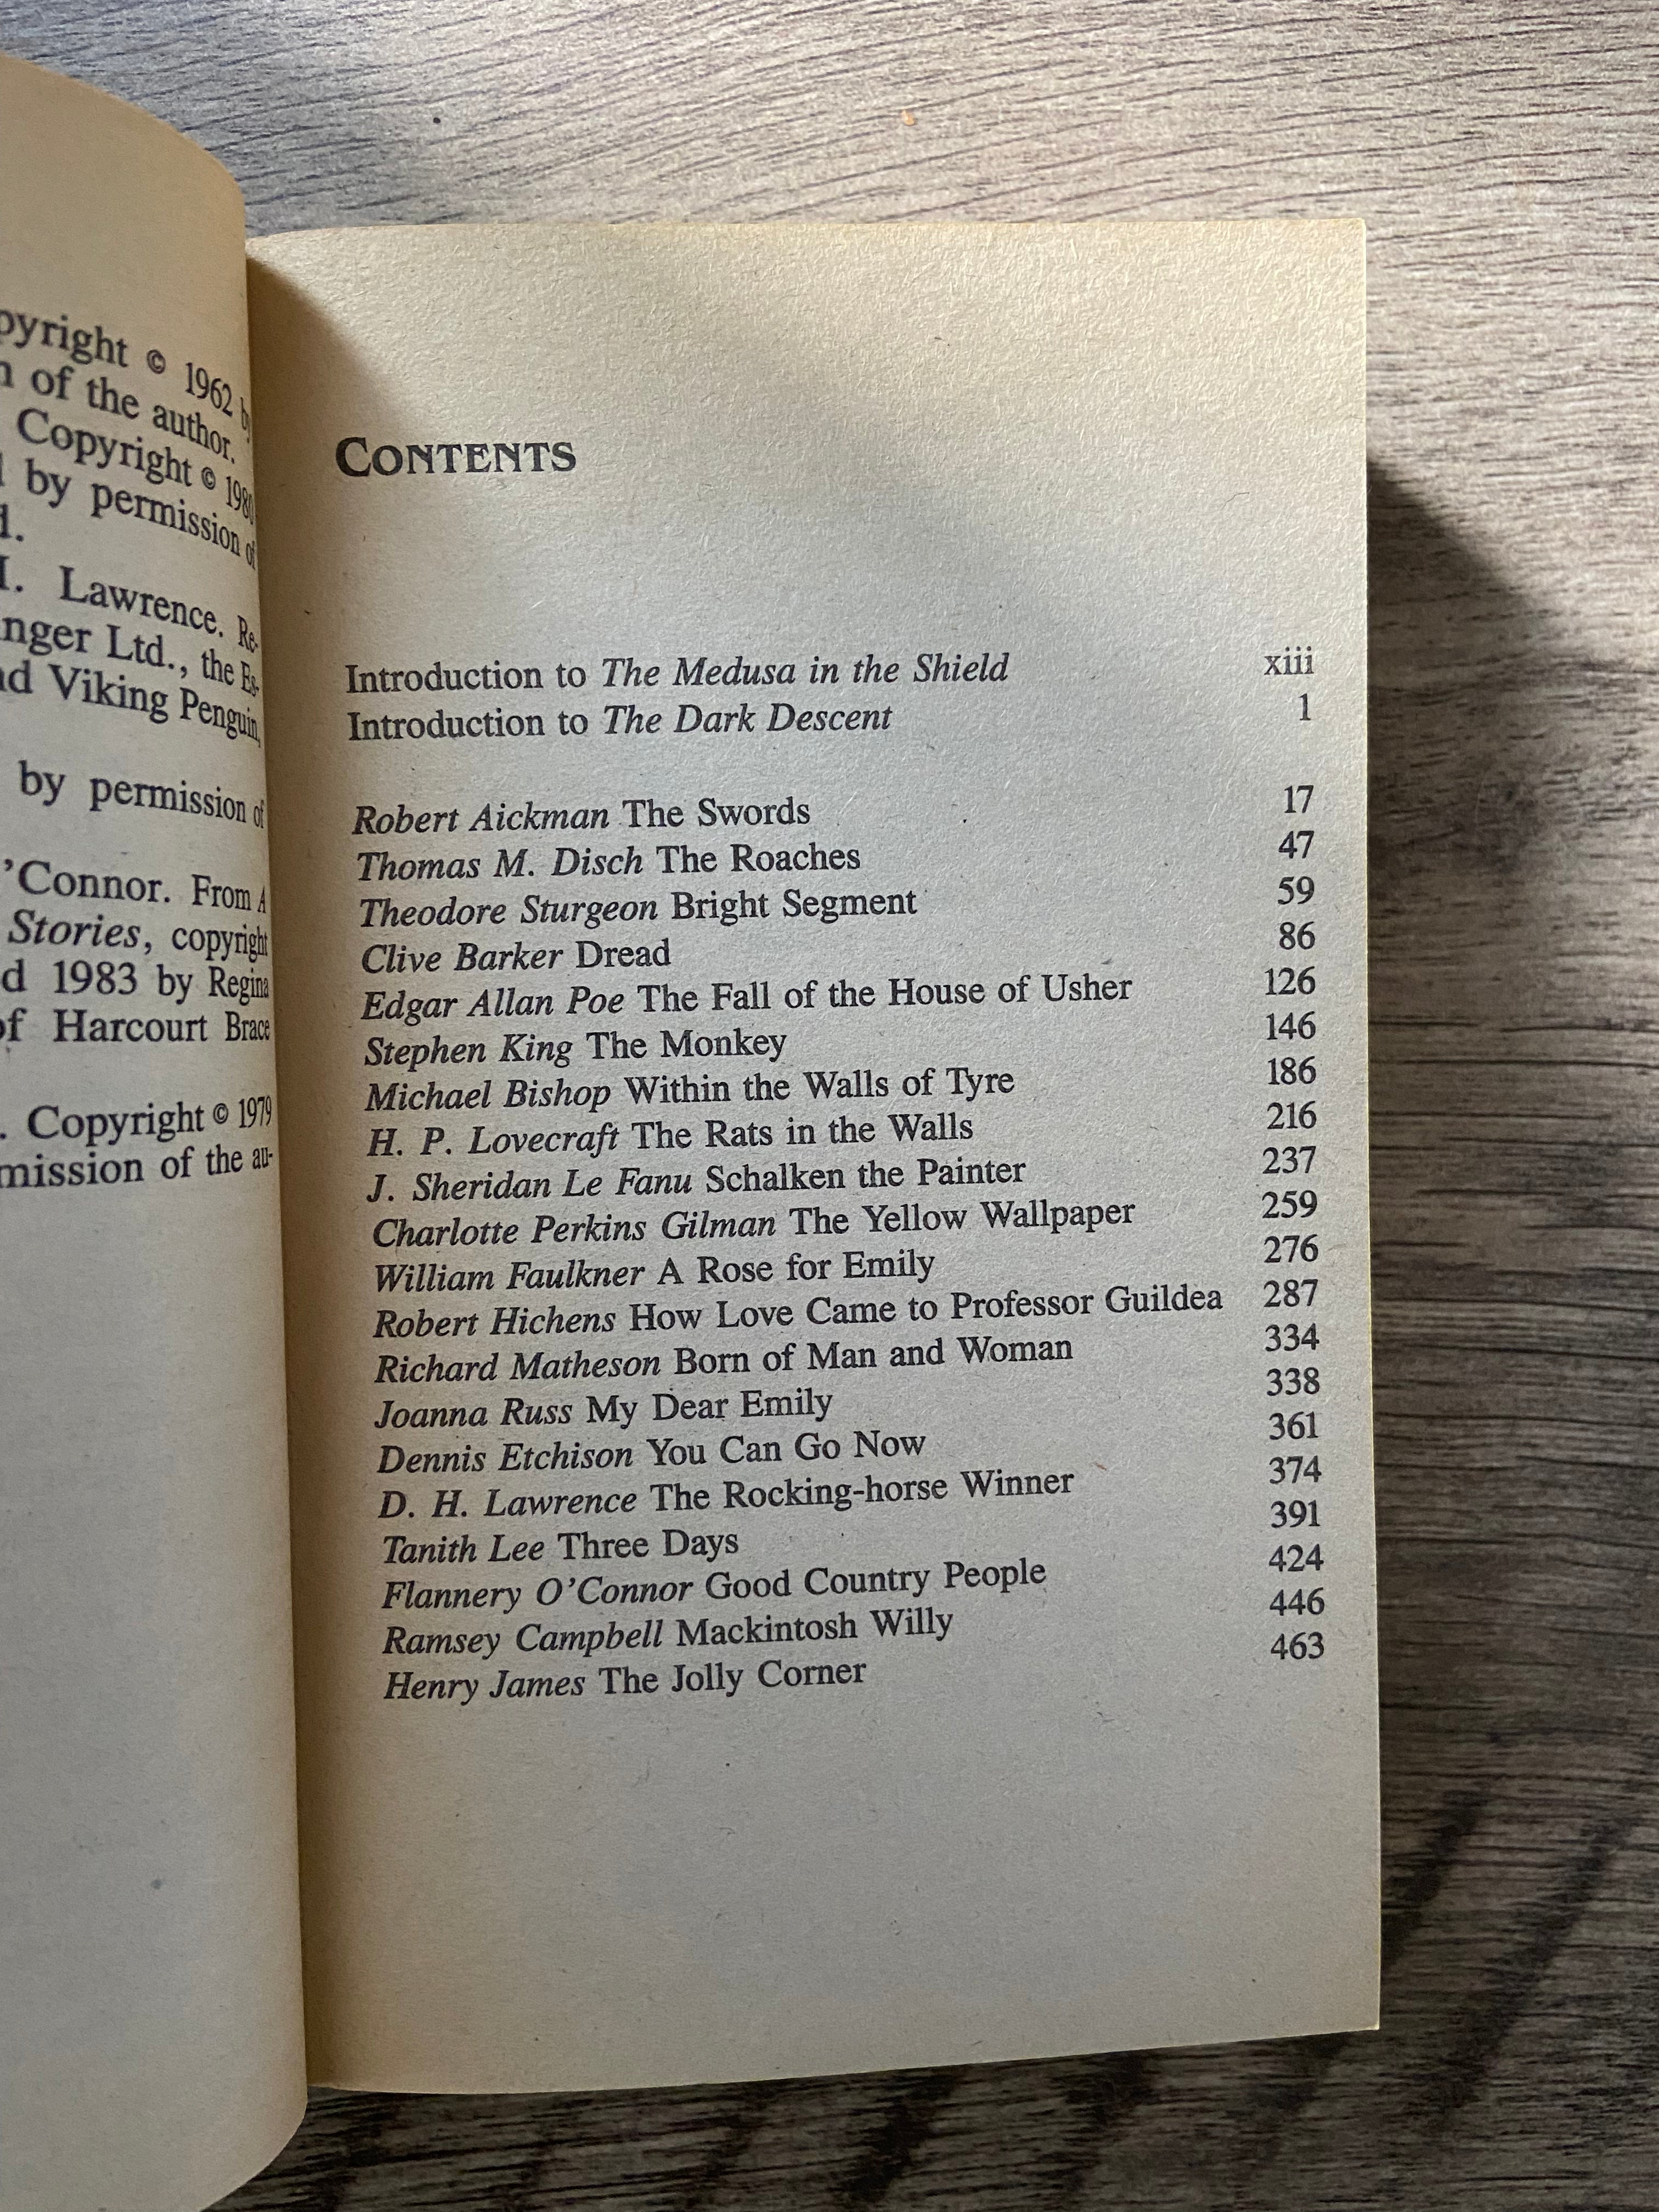 pyright © 1962 by
of the author.
Copyright © 1980
by permission of
Lawrence. Re-
Ltd., the Es-
Viking Penguin,
by permission of
'Connor. From A
Stories, copyright
1983 by Regina
of Harcourt Brace
. Copyright © 1979
mission of the au-
CONTENTS
Introduction to The Medusa in the Shield xiii
Introduction to The Dark Descent 1
Robert Aickman The Swords 17
Thomas M. Disch The Roaches 47
Theodore Sturgeon Bright Segment 59
Clive Barker Dread 86
Edgar Allan Poe The Fall of the House of Usher 126
Stephen King The Monkey 146
Michael Bishop Within the Walls of Tyre 186
H. P. Lovecraft The Rats in the Walls 216
J. Sheridan Le Fanu Schalken the Painter 237
Charlotte Perkins Gilman The Yellow Wallpaper 259
William Faulkner A Rose for Emily 276
Robert Hichens How Love Came to Professor Guildea 287
Richard Matheson Born of Man and Woman 334
Joanna Russ My Dear Emily 338
Dennis Etchison You Can Go Now 361
D. H. Lawrence The Rocking-horse Winner 374
Tanith Lee Three Days 391
Flannery O'Connor Good Country People 424
Ramsey Campbell Mackintosh Willy 446
Henry James The Jolly Corner 463